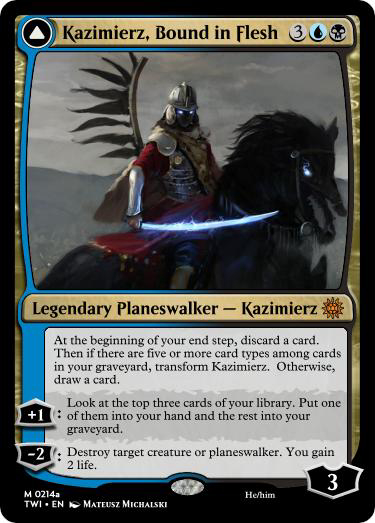 Kazimierz, Bound in Flesh 3
Legendary Planeswalker — Kazimierz
At the beginning of your end step, discard a card.
Then if there are five or more card types among cards
in your graveyard, transform Kazimierz.  Otherwise,
draw a card.
+1: Look at the top three cards of your library. Put one
of them into your hand and the rest into your
graveyard.
-2: Destroy target creature or planeswalker. You gain
2 life.
3
M 0214a
TWI • EN Mateusz Michalski
He/him